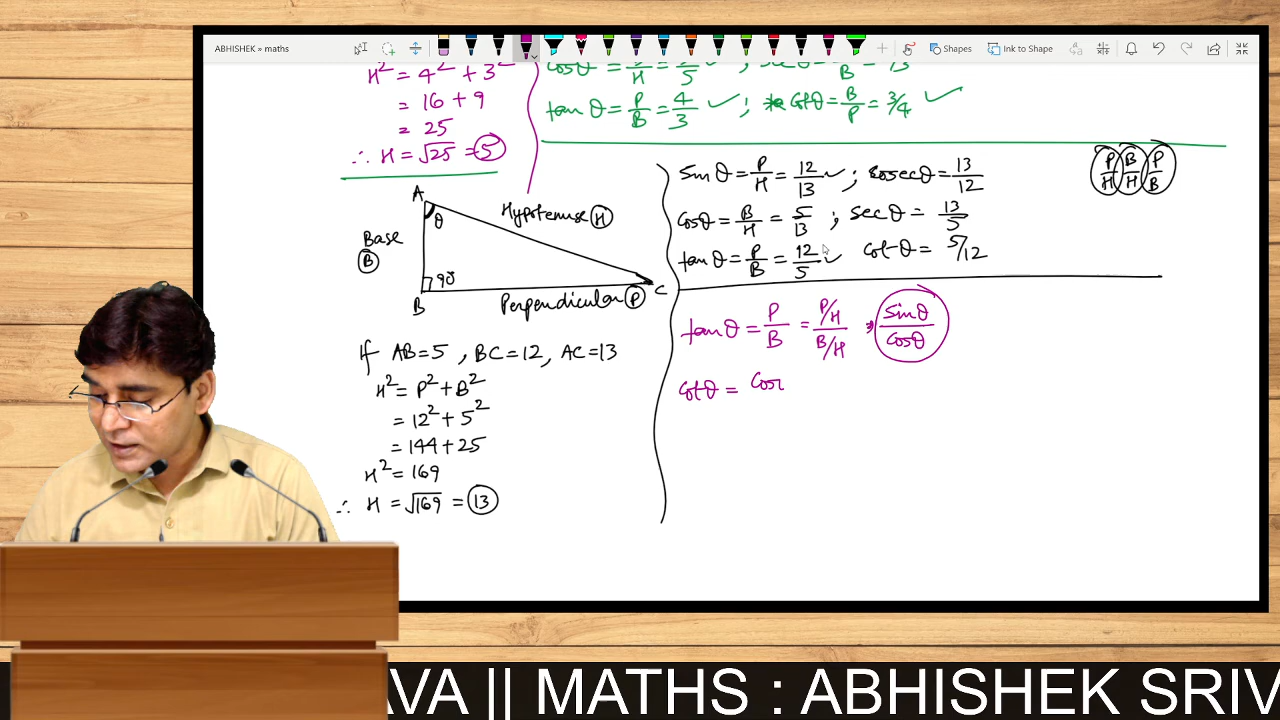 ABHISHEK » maths
Shapes
Ink to Shape
H² = 4² + 3²
= 16 + 9
= 25
∴ H = √25 = 5
tan θ = P/B = 4/3 ✓ ; cot θ = B/P = 3/4 ✓
sin θ = P/H = 12/13 ✓ ; cosec θ = 13/12
cos θ = B/H = 5/13 ; sec θ = 13/5
tan θ = P/B = 12/5 ✓ cot θ = 5/12
P/H B/H P/B
A
θ
Hypotenuse H
Base
B
90°
B
Perpendicular P
C
If AB = 5 , BC = 12, AC = 13
H² = P² + B²
= 12² + 5²
= 144 + 25
H² = 169
∴ H = √169 = 13
tan θ = P/B = P/H / B/H = sin θ / cos θ
cot θ = cos
AVA || MATHS : ABHISHEK SRIV